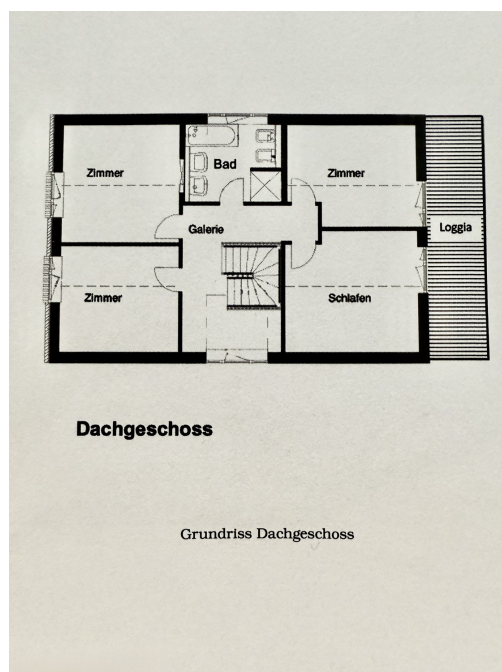 Zimmer
Bad
Zimmer
Galerie
Loggia
Zimmer
Schlafen
Dachgeschoss
Grundriss Dachgeschoss